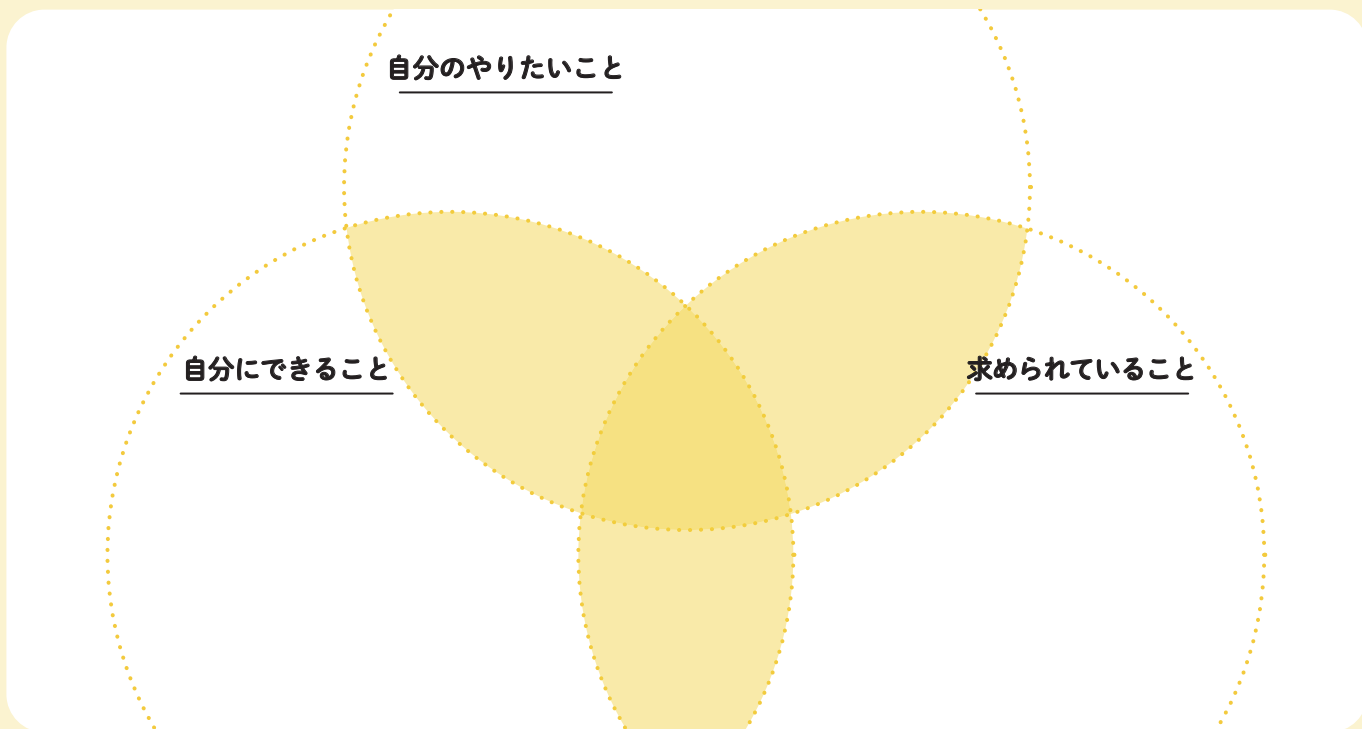 自分のやりたいこと
自分にできること
求められていること